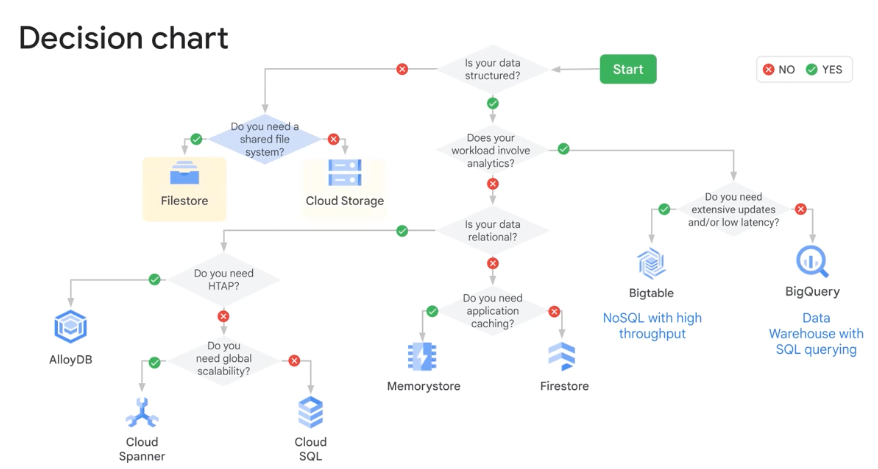 Decision chart
Is your data
structured?
Start
NO
YES
Do you need a
shared file
system?
Does your
workload involve
analytics?
Filestore
Cloud Storage
Do you need
extensive updates
and/or low latency?
Is your data
relational?
Do you need
HTAP?
Bigtable
BigQuery
NoSQL with high
throughput
Data
Warehouse with
SQL querying
Do you need
application
caching?
AlloyDB
Do you
need global
scalability?
Memorystore
Firestore
Cloud
Spanner
Cloud
SQL